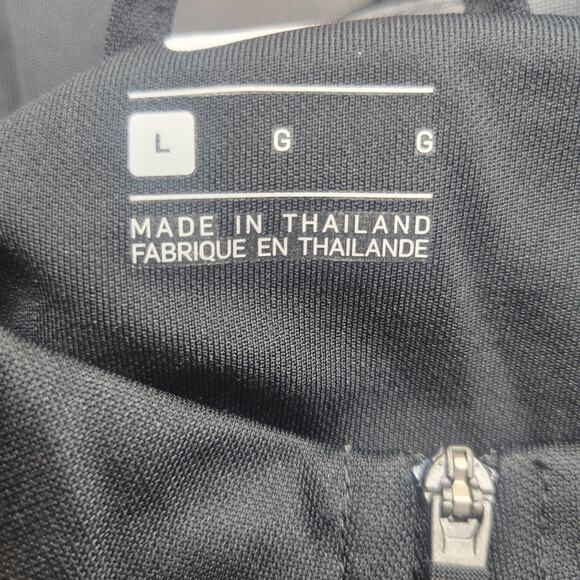 L G G
MADE IN THAILAND
FABRIQUE EN THAILANDE